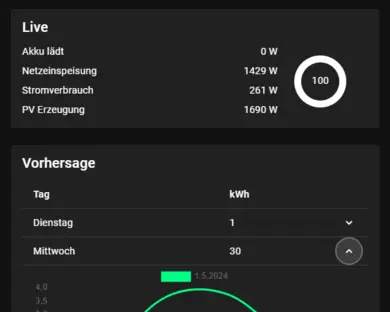 Live
Akku lädt 0 W
Netzeinspeisung 1429 W
Stromverbrauch 261 W
PV Erzeugung 1690 W
100
Vorhersage
Tag kWh
Dienstag 1
Mittwoch 30
1.5.2024
4,0
3,5